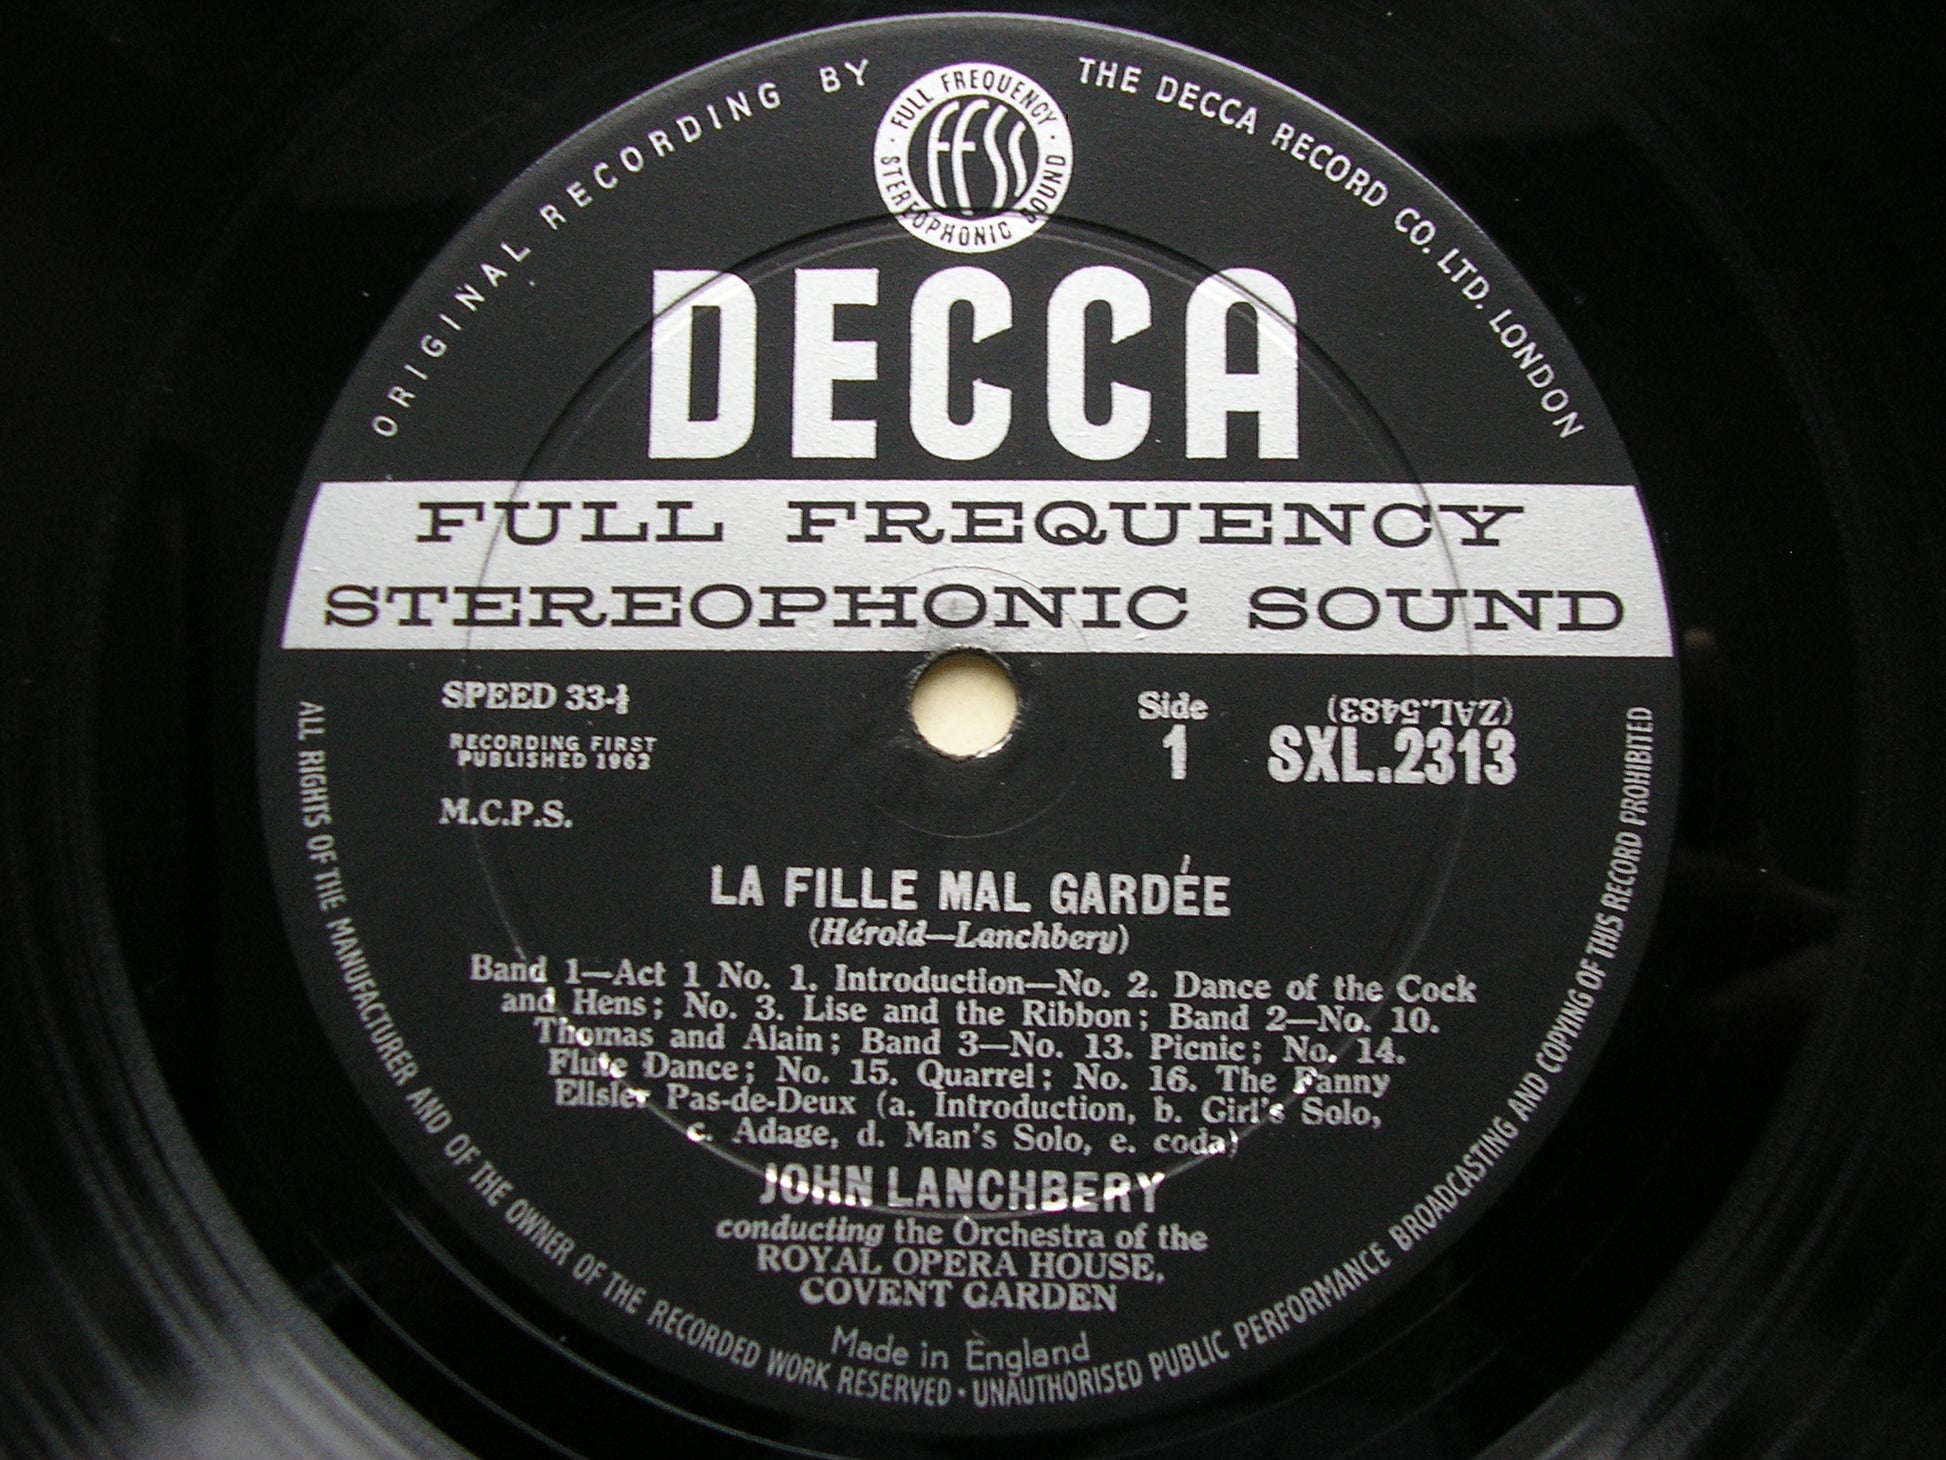 ORIGINAL RECORDING BY THE DECCA RECORD CO. LTD. LONDON
FULL FREQUENCY
STEREOPHONIC SOUND
FFSS
DECCA
FULL FREQUENCY
STEREOPHONIC SOUND
SPEED 33-⅓
RECORDING FIRST
PUBLISHED 1962
M.C.P.S.
Side
1
(ZAL.5483)
SXL.2313
LA FILLE MAL GARDÉE
(Hérold—Lanchbery)
Band 1—Act 1 No. 1. Introduction—No. 2. Dance of the Cock
and Hens; No. 3. Lise and the Ribbon; Band 2—No. 10.
Thomas and Alain; Band 3—No. 13. Picnic; No. 14.
Flute Dance; No. 15. Quarrel; No. 16. The Fanny
Ellsler Pas-de-Deux (a. Introduction, b. Girl's Solo,
c. Adage, d. Man's Solo, e. coda)
JOHN LANCHBERY
conducting the Orchestra of the
ROYAL OPERA HOUSE,
COVENT GARDEN
Made in England
ALL RIGHTS OF THE MANUFACTURER AND OF THE OWNER OF THE RECORDED WORK RESERVED · UNAUTHORISED PUBLIC PERFORMANCE BROADCASTING AND COPYING OF THIS RECORD PROHIBITED